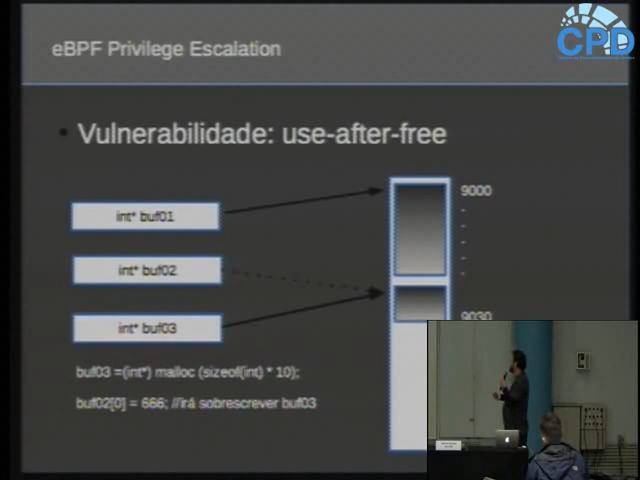 eBPF Privilege Escalation
CPD
• Vulnerabilidade: use-after-free
int* buf01
int* buf02
int* buf03
9000
-
-
-
-
-
9030
buf03 =(int*) malloc (sizeof(int) * 10);
buf02[0] = 666; //irá sobrescrever buf03